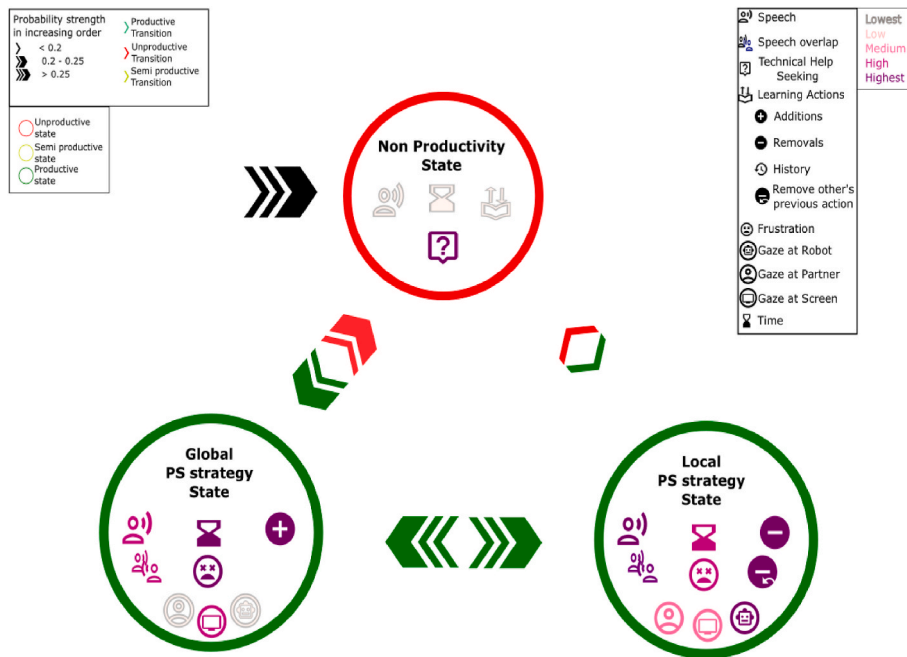 Probability strength
in increasing order
< 0.2
0.2 - 0.25
> 0.25
Productive
Transition
Unproductive
Transition
Semi productive
Transition
Unproductive
state
Semi productive
state
Productive
state
Speech
Speech overlap
Technical Help
Seeking
Learning Actions
Additions
Removals
History
Remove other's
previous action
Frustration
Gaze at Robot
Gaze at Partner
Gaze at Screen
Time
Lowest
Low
Medium
High
Highest
Non Productivity
State
?
Global
PS strategy
State
Local
PS strategy
State